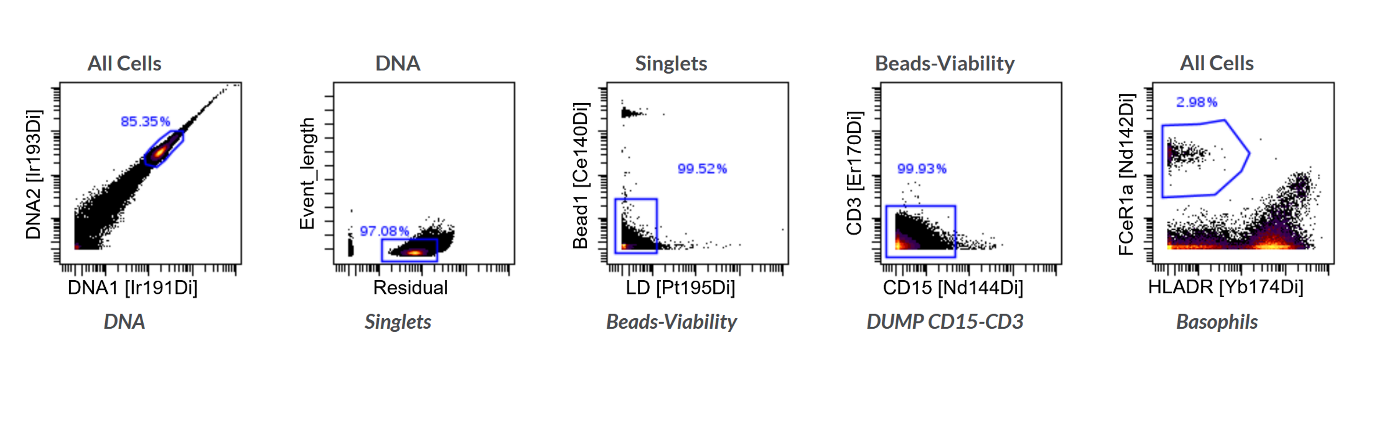 All Cells
DNA
Singlets
Beads-Viability
All Cells
85.35%
97.08%
99.52%
99.93%
2.98%
DNA2 [Ir193Di]
Event_length
Bead1 [Ce140Di]
CD3 [Er170Di]
FCeR1a [Nd142Di]
DNA1 [Ir191Di]
Residual
LD [Pt195Di]
CD15 [Nd144Di]
HLADR [Yb174Di]
DNA
Singlets
Beads-Viability
DUMP CD15-CD3
Basophils